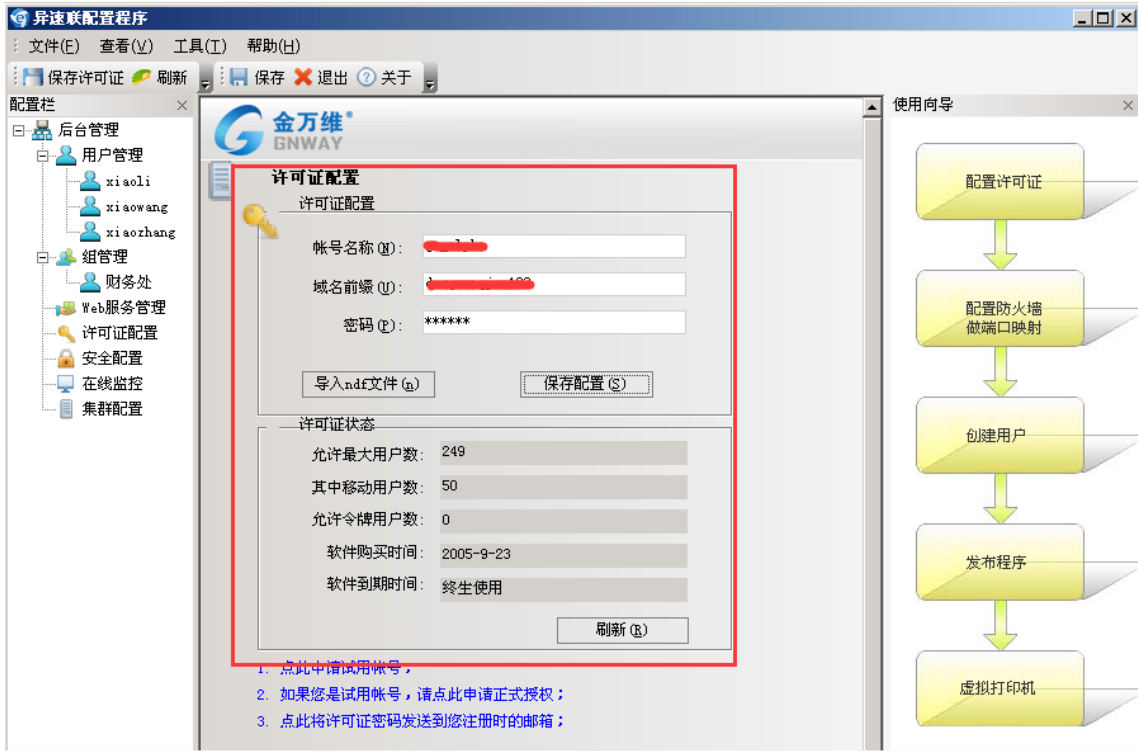 异速联配置程序
文件(F) 查看(V) 工具(T) 帮助(H)
保存许可证 刷新 保存 退出 关于
配置栏
后台管理
用户管理
xiaoli
xiaowang
xiaozhang
组管理
财务处
Web服务管理
许可证配置
安全配置
在线监控
集群配置
金万维®
GNWAY
许可证配置
许可证配置
帐号名称(N):
域名前缀(U):
密码(P): ******
导入ndf文件(n) 保存配置(S)
许可证状态
允许最大用户数: 249
其中移动用户数: 50
允许令牌用户数: 0
软件购买时间: 2005-9-23
软件到期时间: 终生使用
刷新(R)
1. 点此申请试用帐号;
2. 如果您是试用帐号,请点此申请正式授权;
3. 点此将许可证密码发送到您注册时的邮箱;
使用向导
配置许可证
配置防火墙
做端口映射
创建用户
发布程序
虚拟打印机